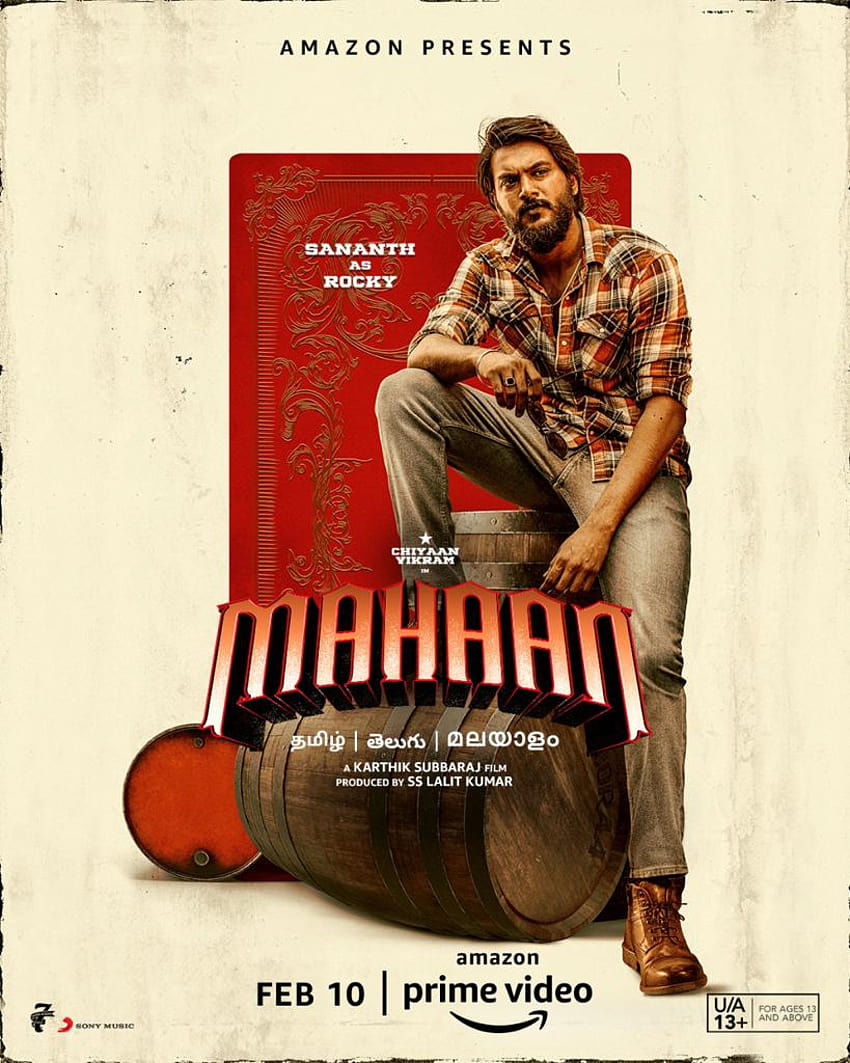 AMAZON PRESENTS
SANANTH
AS
ROCKY
CHIYAAN
VIKRAM
IN
MAHAAN
தமிழ் | తెలుగు | മലയാളം
A KARTHIK SUBBARAJ FILM
PRODUCED BY SS LALIT KUMAR
FEB 10 | amazon
prime video
SONY MUSIC
U/A
13+
FOR AGES 13
AND ABOVE